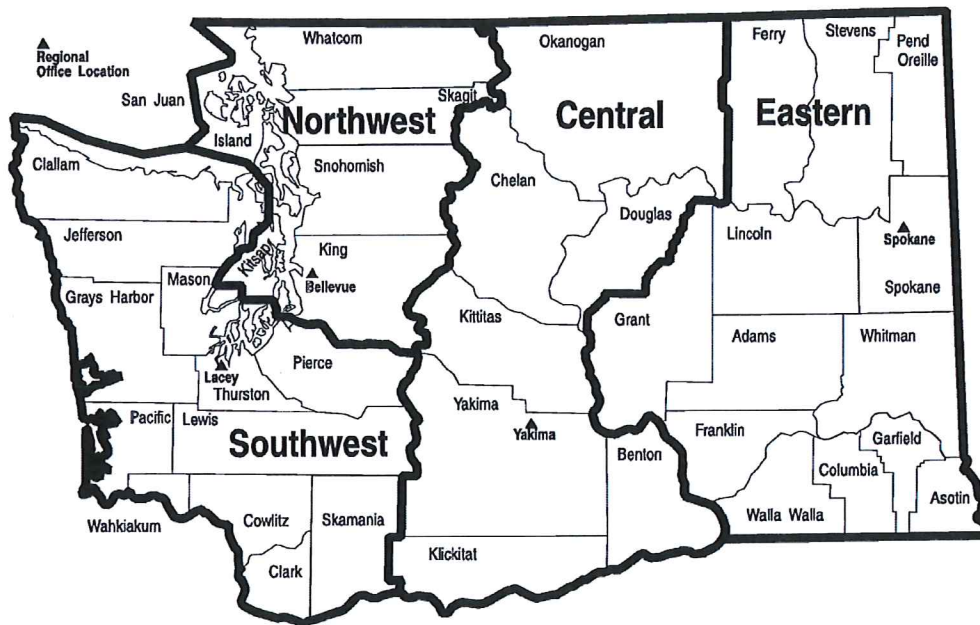 Regional
Office Location
Whatcom
Okanogan
Ferry
Stevens
Pend
Oreille
San Juan
Skagit
Island
Northwest
Central
Eastern
Clallam
Snohomish
Chelan
Douglas
Jefferson
King
Kitsap
Lincoln
Spokane
Mason
Bellevue
Spokane
Grays Harbor
Kittitas
Grant
Adams
Whitman
Pierce
Lacey
Thurston
Yakima
Pacific
Lewis
Yakima
Franklin
Garfield
Southwest
Benton
Columbia
Asotin
Wahkiakum
Cowlitz
Skamania
Walla Walla
Klickitat
Clark